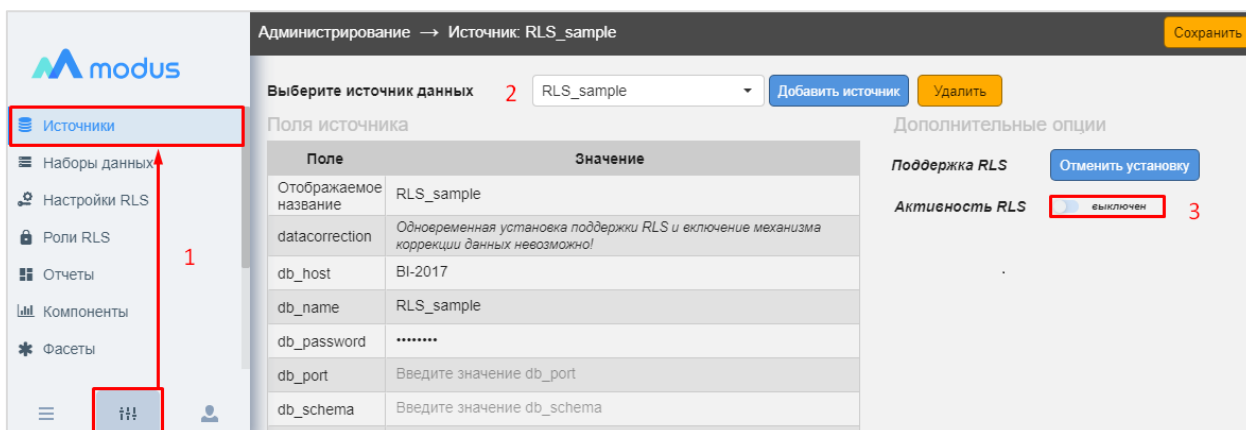 modus
Источники
Наборы данных
Настройки RLS
Роли RLS
Отчеты
Компоненты
Фасеты
1
Администрирование → Источник: RLS_sample
Сохранить
Выберите источник данных 2 RLS_sample Добавить источник Удалить
Поля источника
Поле Значение
Отображаемое название RLS_sample
datacorrection Одновременная установка поддержки RLS и включение механизма
коррекции данных невозможно!
db_host BI-2017
db_name RLS_sample
db_password ••••••••
db_port Введите значение db_port
db_schema Введите значение db_schema
Дополнительные опции
Поддержка RLS Отменить установку
Активность RLS выключен 3